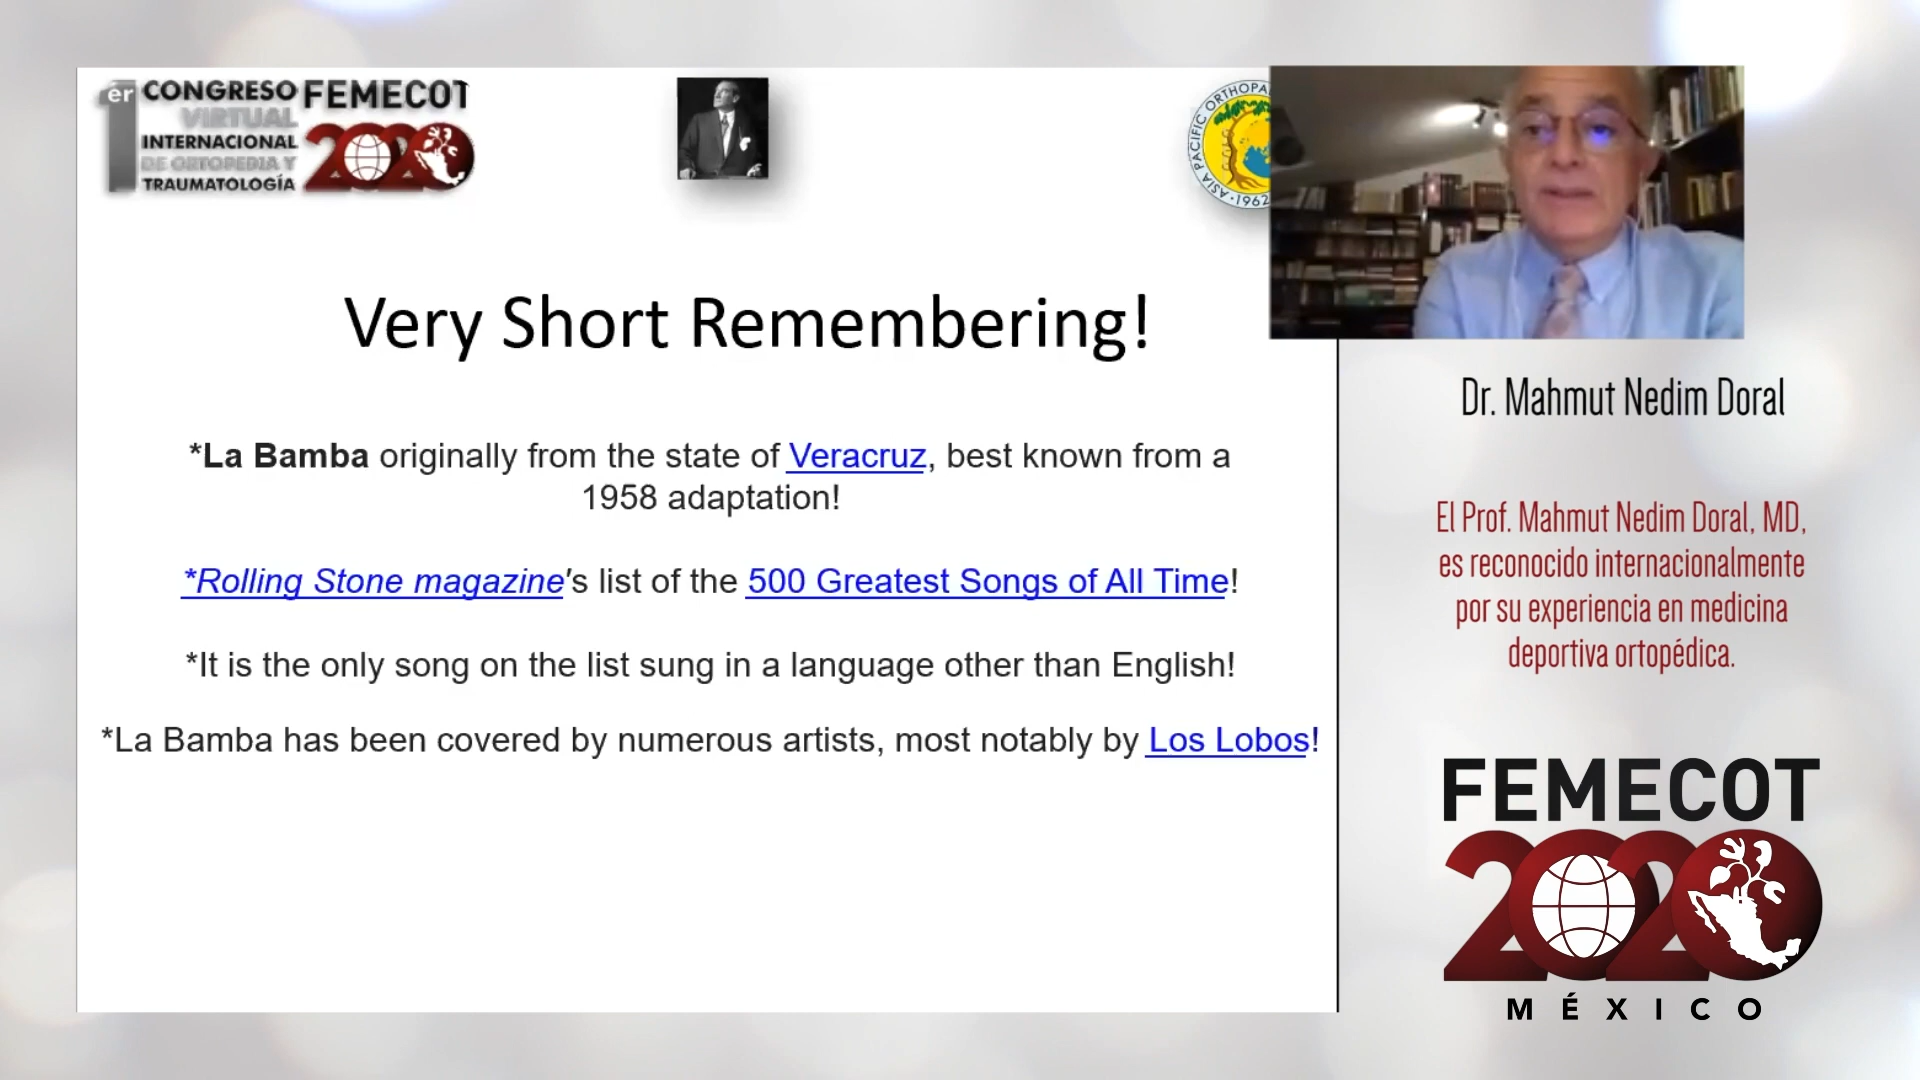 1er CONGRESO FEMECOT
VIRTUAL
INTERNACIONAL 2020
DE ORTOPEDIA Y
TRAUMATOLOGÍA
ASIA PACIFIC ORTHOPA
1962
Very Short Remembering!
*La Bamba originally from the state of Veracruz, best known from a
1958 adaptation!
*Rolling Stone magazine's list of the 500 Greatest Songs of All Time!
*It is the only song on the list sung in a language other than English!
*La Bamba has been covered by numerous artists, most notably by Los Lobos!
Dr. Mahmut Nedim Doral
El Prof. Mahmut Nedim Doral, MD,
es reconocido internacionalmente
por su experiencia en medicina
deportiva ortopédica.
FEMECOT
2020
MÉXICO